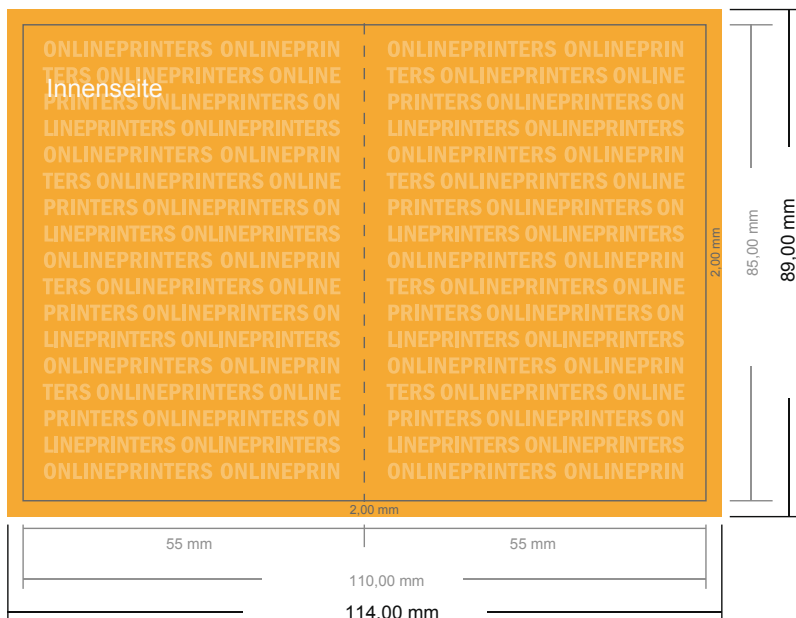 ONLINEPRINTERS ONLINEPRIN
TERS ONLINEPRINTERS ONLINE
Innenseite
PRINTERS ONLINEPRINTERS ON
LINEPRINTERS ONLINEPRINTERS
ONLINEPRINTERS ONLINEPRIN
TERS ONLINEPRINTERS ONLINE
PRINTERS ONLINEPRINTERS ON
LINEPRINTERS ONLINEPRINTERS
ONLINEPRINTERS ONLINEPRIN
TERS ONLINEPRINTERS ONLINE
PRINTERS ONLINEPRINTERS ON
LINEPRINTERS ONLINEPRINTERS
ONLINEPRINTERS ONLINEPRIN
TERS ONLINEPRINTERS ONLINE
PRINTERS ONLINEPRINTERS ON
LINEPRINTERS ONLINEPRINTERS
ONLINEPRINTERS ONLINEPRIN
ONLINEPRINTERS ONLINEPRIN
TERS ONLINEPRINTERS ONLINE
PRINTERS ONLINEPRINTERS ON
LINEPRINTERS ONLINEPRINTERS
ONLINEPRINTERS ONLINEPRIN
TERS ONLINEPRINTERS ONLINE
PRINTERS ONLINEPRINTERS ON
LINEPRINTERS ONLINEPRINTERS
ONLINEPRINTERS ONLINEPRIN
TERS ONLINEPRINTERS ONLINE
PRINTERS ONLINEPRINTERS ON
LINEPRINTERS ONLINEPRINTERS
ONLINEPRINTERS ONLINEPRIN
TERS ONLINEPRINTERS ONLINE
PRINTERS ONLINEPRINTERS ON
LINEPRINTERS ONLINEPRINTERS
ONLINEPRINTERS ONLINEPRIN
2,00 mm
85,00 mm
89,00 mm
2,00 mm
55 mm
55 mm
110,00 mm
114,00 mm